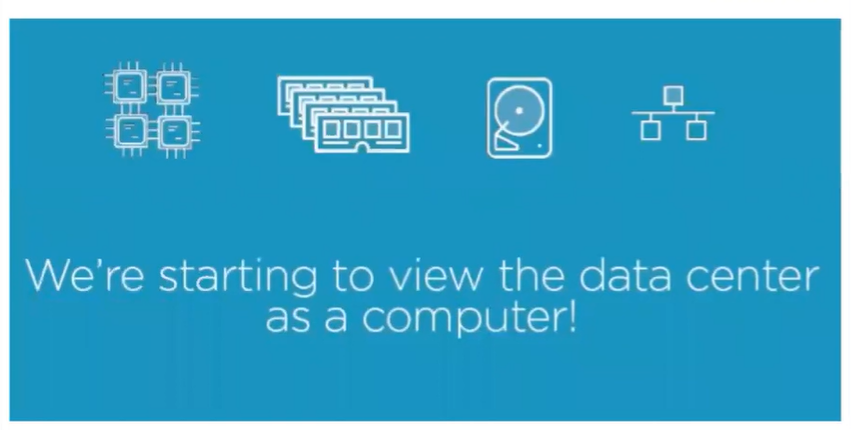 We're starting to view the data center
as a computer!